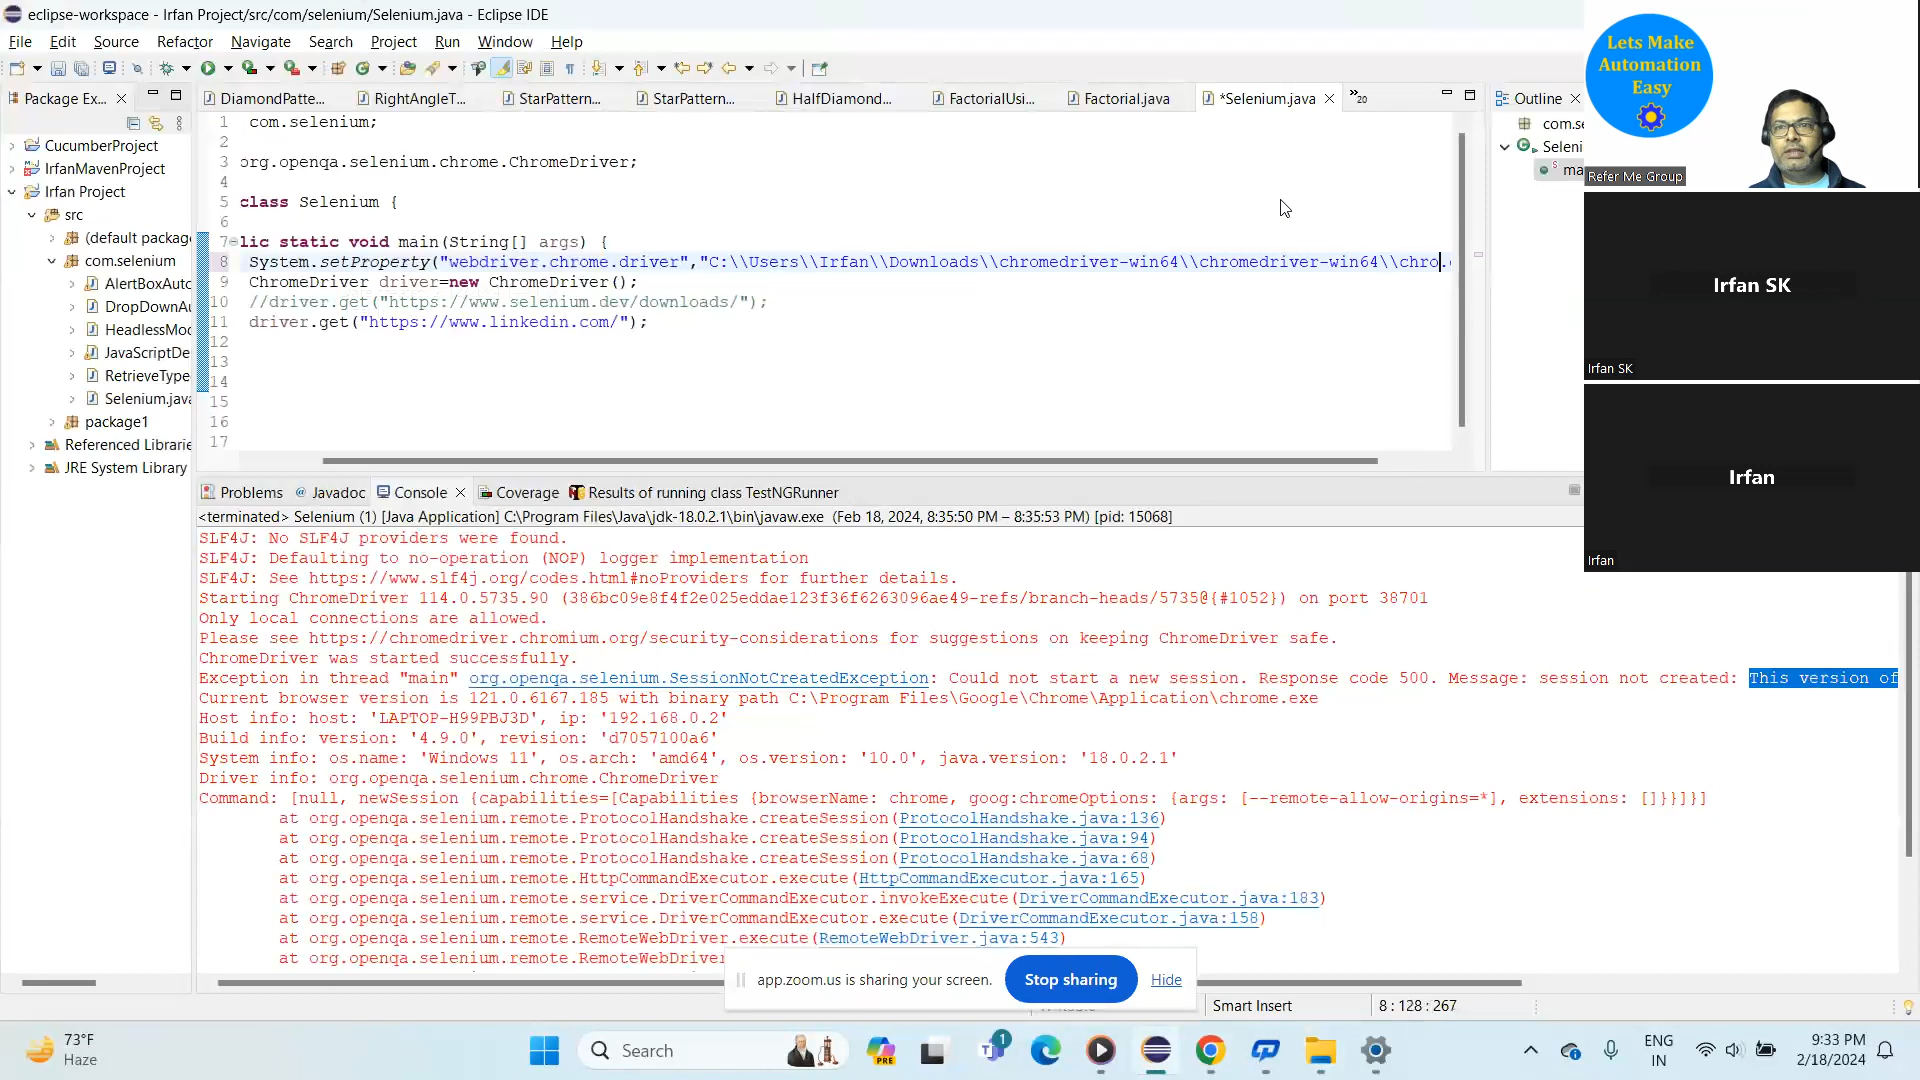 eclipse-workspace - Irfan Project/src/com/selenium/Selenium.java - Eclipse IDE
File Edit Source Refactor Navigate Search Project Run Window Help
Package Ex...
DiamondPatte...
RightAngleT...
StarPattern...
StarPattern...
HalfDiamond...
FactorialUsi...
Factorial.java
*Selenium.java
20
Outline
CucumberProject
IrfanMavenProject
Irfan Project
src
(default package
com.selenium
AlertBoxAuto
DropDownAu
HeadlessMod
JavaScriptDe
RetrieveType
Selenium.java
package1
Referenced Librarie
JRE System Library
1 com.selenium;
2
3 org.openqa.selenium.chrome.ChromeDriver;
4
5 class Selenium {
6
7 lic static void main(String[] args) {
8 System.setProperty("webdriver.chrome.driver","C:\\Users\\Irfan\\Downloads\\chromedriver-win64\\chromedriver-win64\\chro.
9 ChromeDriver driver=new ChromeDriver();
10 //driver.get("https://www.selenium.dev/downloads/");
11 driver.get("https://www.linkedin.com/");
12
13
14
15
16
17
com.se
Seleni
ma
Lets Make
Automation
Easy
Refer Me Group
Irfan SK
Irfan SK
Irfan
Irfan
Problems Javadoc Console Coverage Results of running class TestNGRunner
<terminated> Selenium (1) [Java Application] C:\Program Files\Java\jdk-18.0.2.1\bin\javaw.exe (Feb 18, 2024, 8:35:50 PM – 8:35:53 PM) [pid: 15068]
SLF4J: No SLF4J providers were found.
SLF4J: Defaulting to no-operation (NOP) logger implementation
SLF4J: See https://www.slf4j.org/codes.html#noProviders for further details.
Starting ChromeDriver 114.0.5735.90 (386bc09e8f4f2e025eddae123f36f6263096ae49-refs/branch-heads/5735@{#1052}) on port 38701
Only local connections are allowed.
Please see https://chromedriver.chromium.org/security-considerations for suggestions on keeping ChromeDriver safe.
ChromeDriver was started successfully.
Exception in thread "main" org.openqa.selenium.SessionNotCreatedException: Could not start a new session. Response code 500. Message: session not created: This version of
Current browser version is 121.0.6167.185 with binary path C:\Program Files\Google\Chrome\Application\chrome.exe
Host info: host: 'LAPTOP-H99PBJ3D', ip: '192.168.0.2'
Build info: version: '4.9.0', revision: 'd7057100a6'
System info: os.name: 'Windows 11', os.arch: 'amd64', os.version: '10.0', java.version: '18.0.2.1'
Driver info: org.openqa.selenium.chrome.ChromeDriver
Command: [null, newSession {capabilities=[Capabilities {browserName: chrome, goog:chromeOptions: {args: [--remote-allow-origins=*], extensions: []}}]}]
at org.openqa.selenium.remote.ProtocolHandshake.createSession(ProtocolHandshake.java:136)
at org.openqa.selenium.remote.ProtocolHandshake.createSession(ProtocolHandshake.java:94)
at org.openqa.selenium.remote.ProtocolHandshake.createSession(ProtocolHandshake.java:68)
at org.openqa.selenium.remote.HttpCommandExecutor.execute(HttpCommandExecutor.java:165)
at org.openqa.selenium.remote.service.DriverCommandExecutor.invokeExecute(DriverCommandExecutor.java:183)
at org.openqa.selenium.remote.service.DriverCommandExecutor.execute(DriverCommandExecutor.java:158)
at org.openqa.selenium.remote.RemoteWebDriver.execute(RemoteWebDriver.java:543)
at org.openqa.selenium.remote.RemoteWebDriver
app.zoom.us is sharing your screen. Stop sharing Hide
Smart Insert 8 : 128 : 267
73°F
Haze
Search
PRE
1
ENG
IN
9:33 PM
2/18/2024